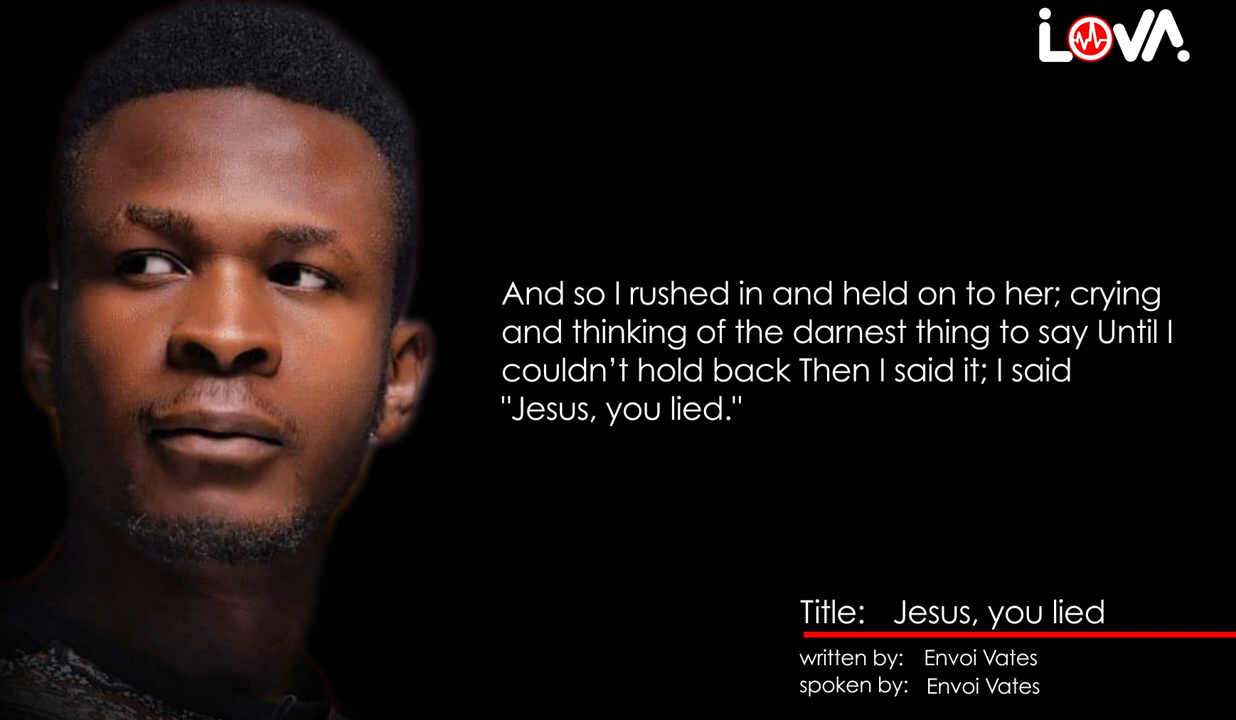 iLOVA.
And so I rushed in and held on to her; crying
and thinking of the darnest thing to say Until I
couldn’t hold back Then I said it; I said
"Jesus, you lied."
Title: Jesus, you lied
written by: Envoi Vates
spoken by: Envoi Vates